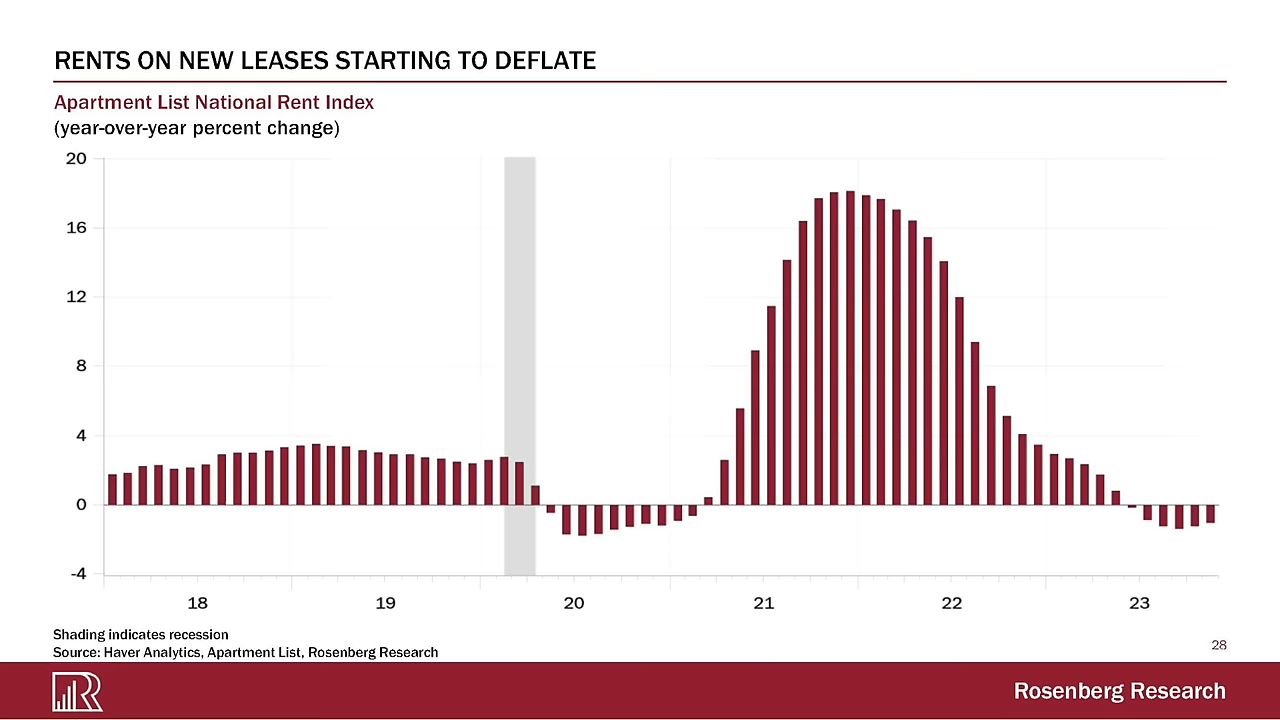 RENTS ON NEW LEASES STARTING TO DEFLATE
Apartment List National Rent Index
(year-over-year percent change)
20
16
12
8
4
0
-4
18 19 20 21 22 23
Shading indicates recession
Source: Haver Analytics, Apartment List, Rosenberg Research
28
R
Rosenberg Research